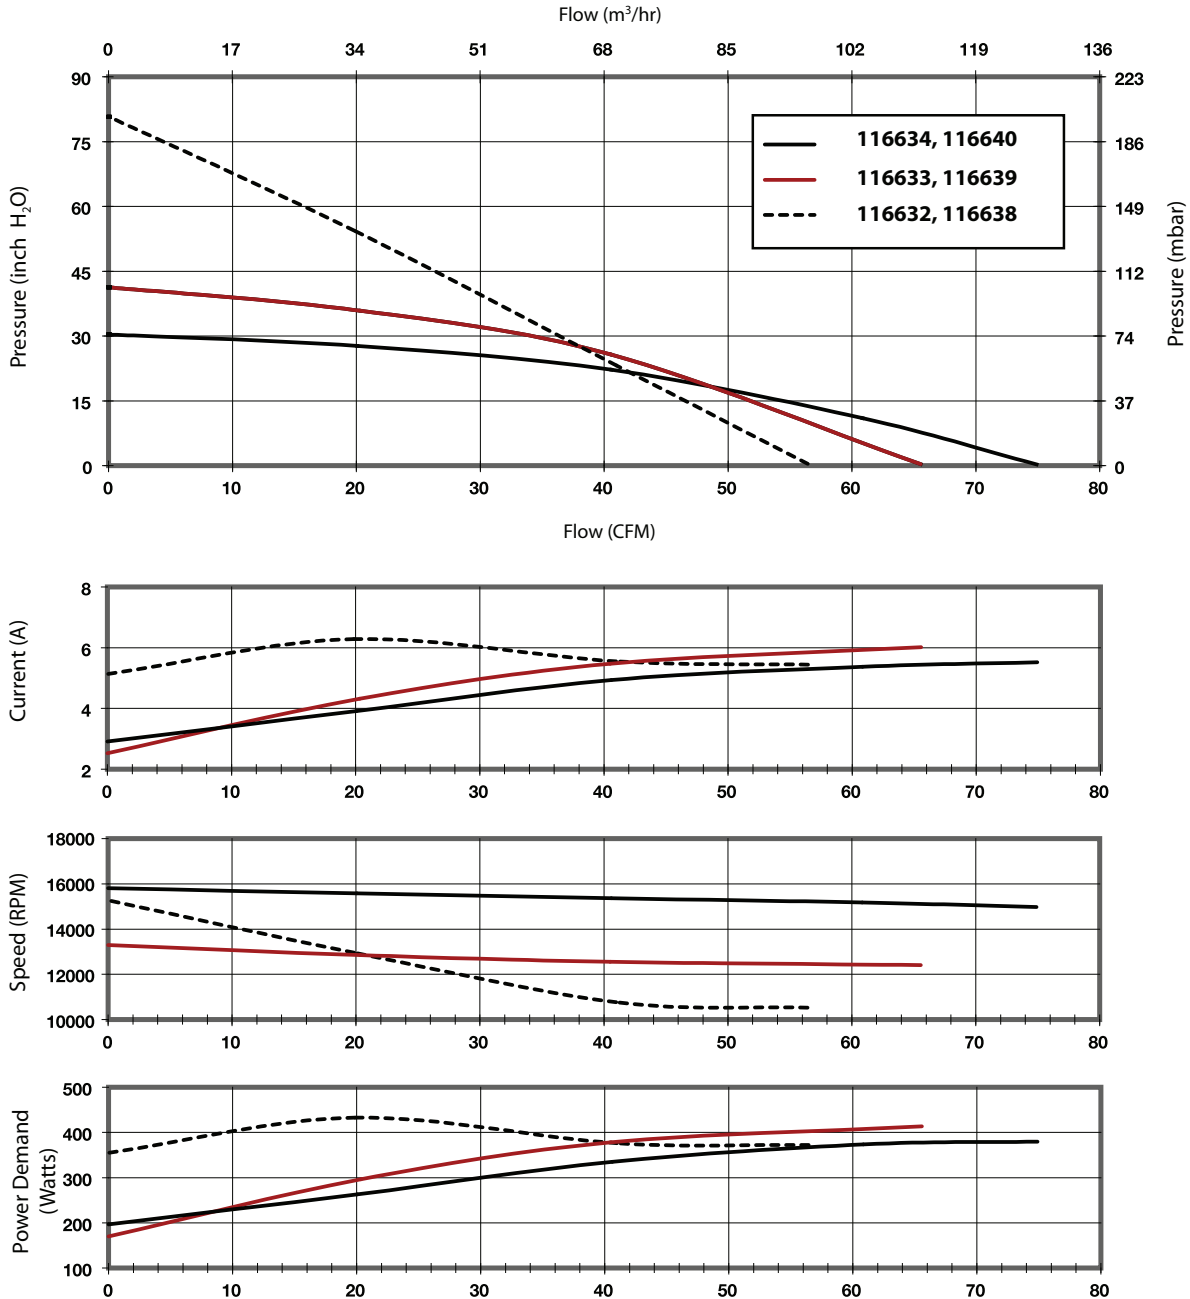 Flow (m³/hr)
0 17 34 51 68 85 102 119 136
Pressure (inch H₂O)
90 223
75 186
60 149
45 112
30 74
15 37
0 0
Pressure (mbar)
116634, 116640
116633, 116639
116632, 116638
0 10 20 30 40 50 60 70 80
Flow (CFM)
Current (A)
8
6
4
2
0 10 20 30 40 50 60 70 80
Speed (RPM)
18000
16000
14000
12000
10000
0 10 20 30 40 50 60 70 80
Power Demand
(Watts)
500
400
300
200
100
0 10 20 30 40 50 60 70 80